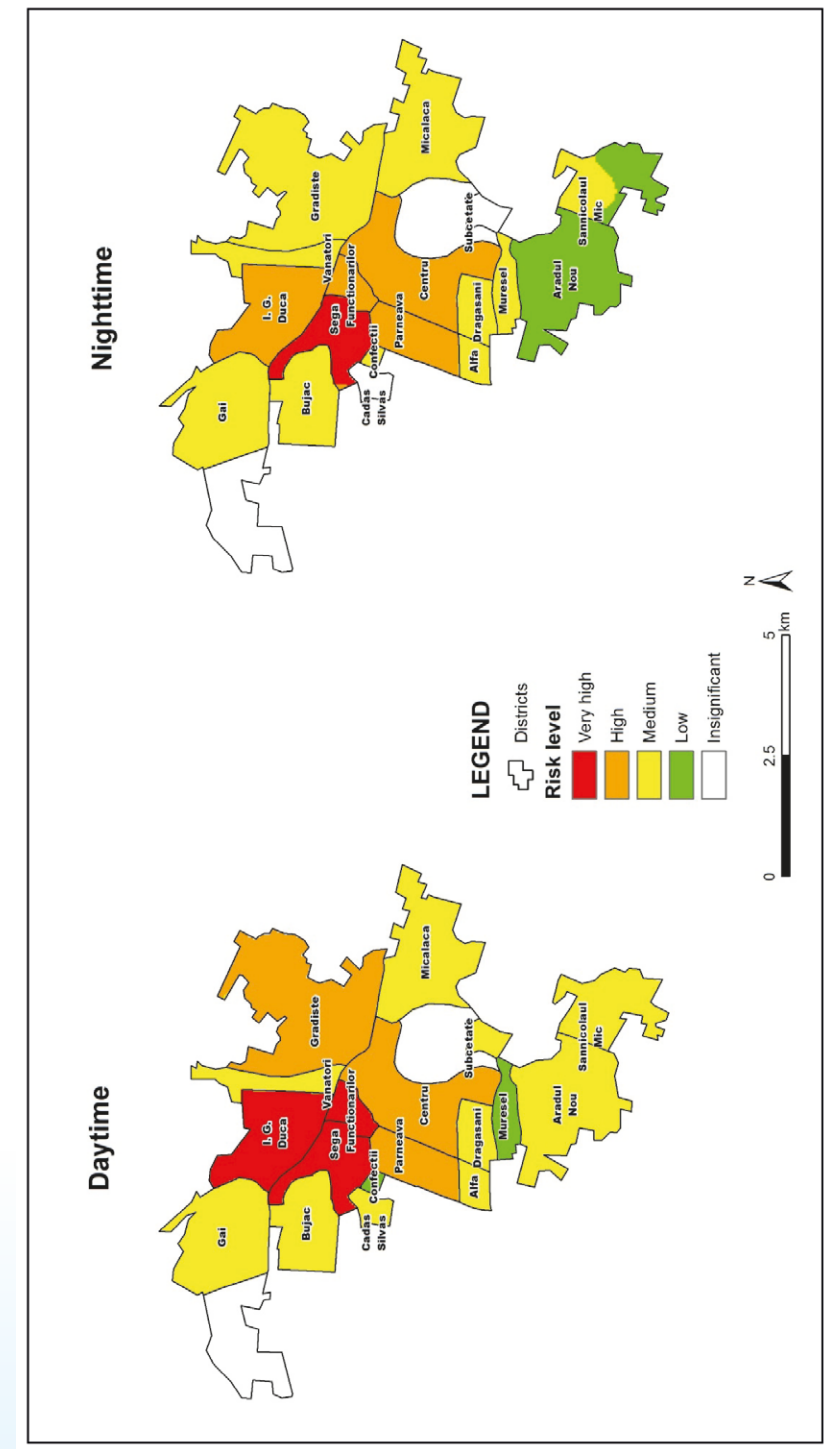 Daytime
Gai
I. G.
Duca
Gradiste
Bujac
Vanatori
Sega
Functionarilor
Cadas
Silvas
Confectii
Parneava
Centru
Micalaca
Subcetate
Alfa
Dragasani
Muresel
Aradul
Nou
Sannicolaul
Mic
Nighttime
Gai
I. G.
Duca
Gradiste
Bujac
Vanatori
Sega
Functionarilor
Cadas
Silvas
Confectii
Parneava
Centru
Micalaca
Subcetate
Alfa
Dragasani
Muresel
Aradul
Nou
Sannicolaul
Mic
LEGEND
Districts
Risk level
Very high
High
Medium
Low
Insignificant
N
0 2.5 5
km